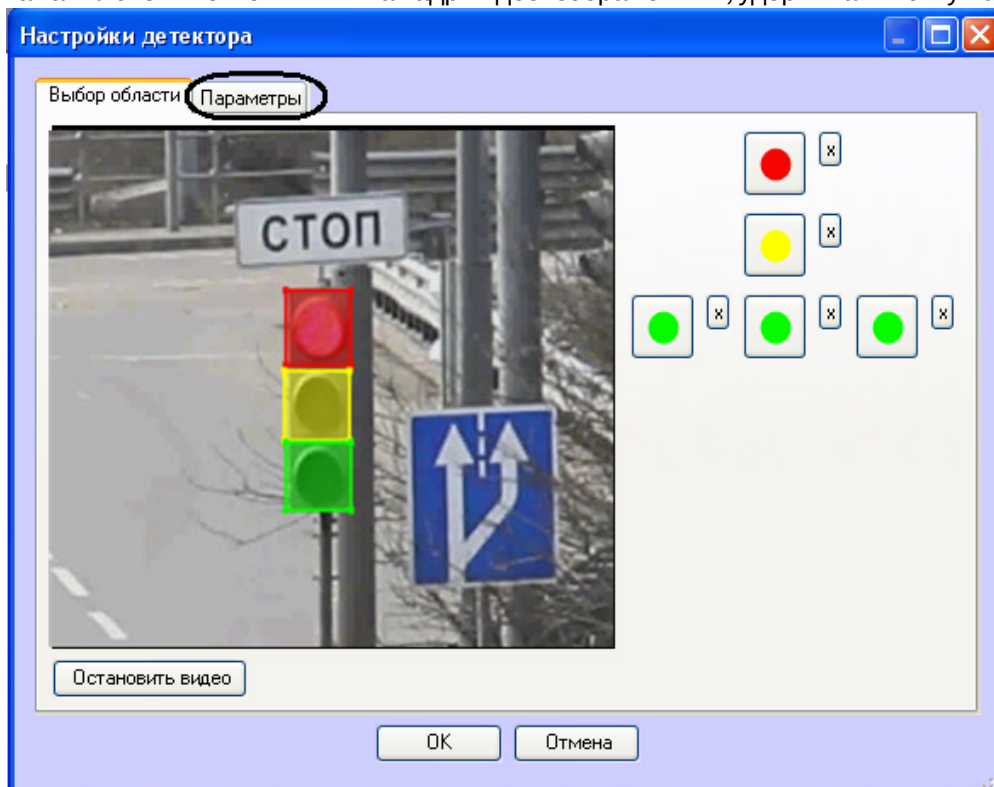 Настройки детектора
Выбор области
Параметры
x
СТОП
x
x
x
x
Остановить видео
OK
Отмена